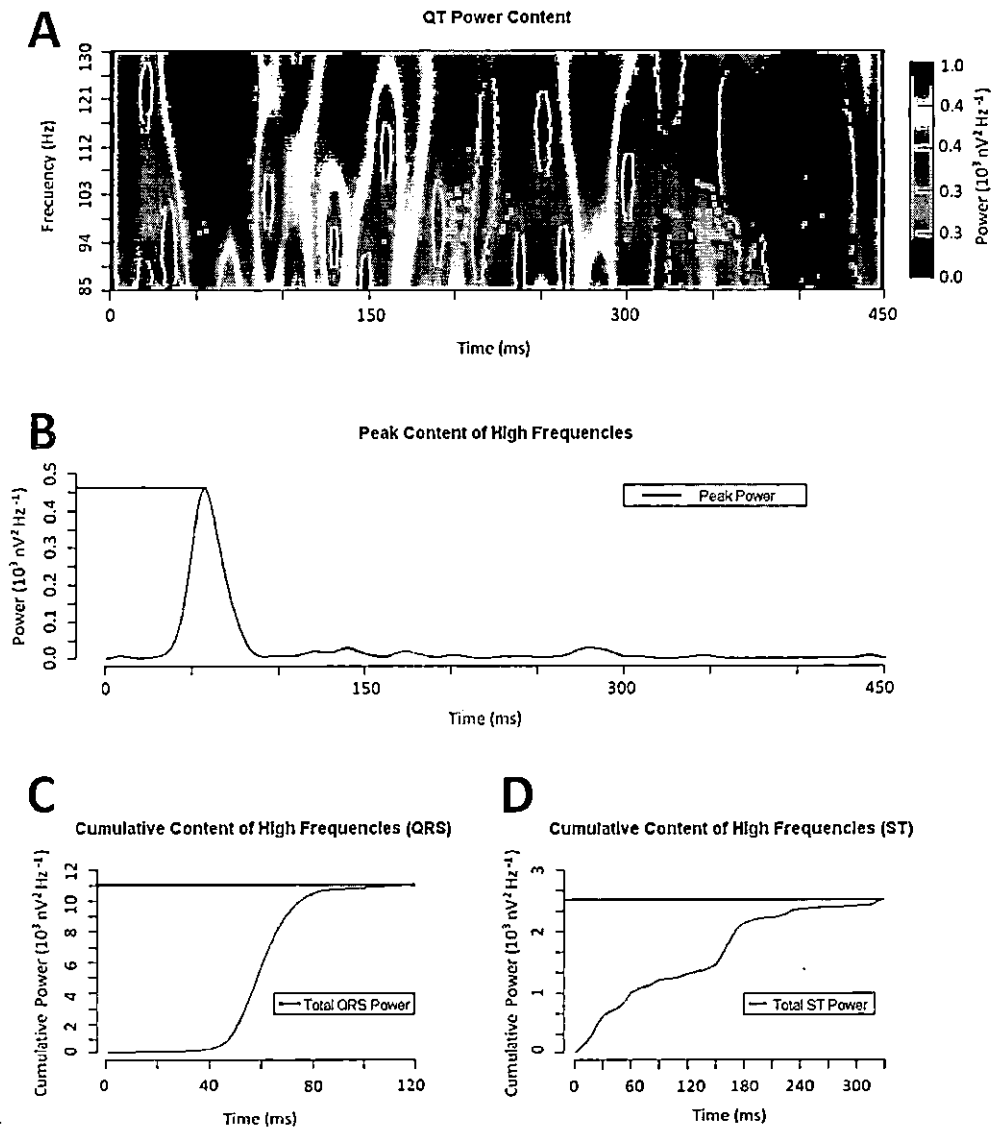 A
QT Power Content
130
121
112
103
94
85
Frecuency (Hz)
0 150 300 450
Time (ms)
1.0
0.4
0.4
0.3
0.3
0.0
Power (10³ nV² Hz⁻¹)
B
Peak Content of High Frequencies
0.5
0.4
0.3
0.2
0.1
0.0
Power (10³ nV² Hz⁻¹)
Peak Power
0 150 300 450
Time (ms)
C
Cumulative Content of High Frequencies (QRS)
12
10
8
6
4
2
0
Cumulative Power (10³ nV² Hz⁻¹)
Total QRS Power
0 40 80 120
Time (ms)
D
Cumulative Content of High Frequencies (ST)
3
2
1
0
Cumulative Power (10³ nV² Hz⁻¹)
Total ST Power
0 60 120 180 240 300
Time (ms)